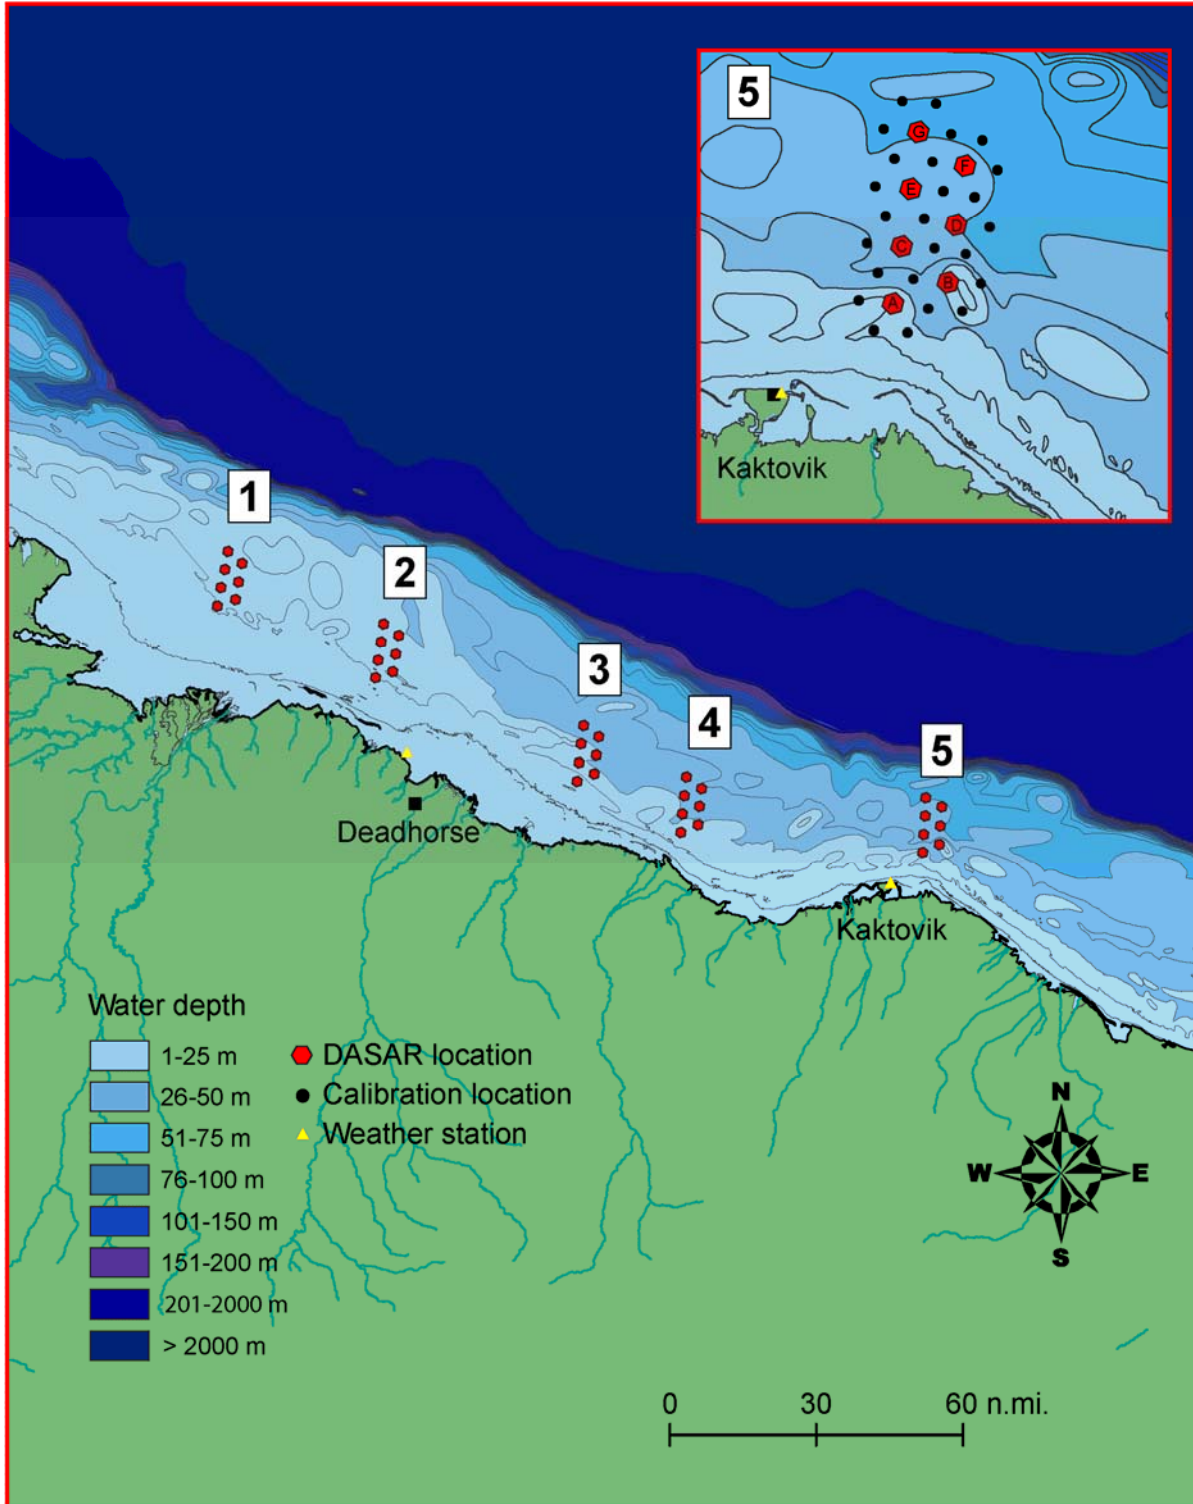 5
G
F
E
D
C
B
A
Kaktovik
1
2
3
4
5
Deadhorse
Kaktovik
Water depth
1-25 m
26-50 m
51-75 m
76-100 m
101-150 m
151-200 m
201-2000 m
> 2000 m
DASAR location
Calibration location
Weather station
N
W E
S
0 30 60 n.mi.